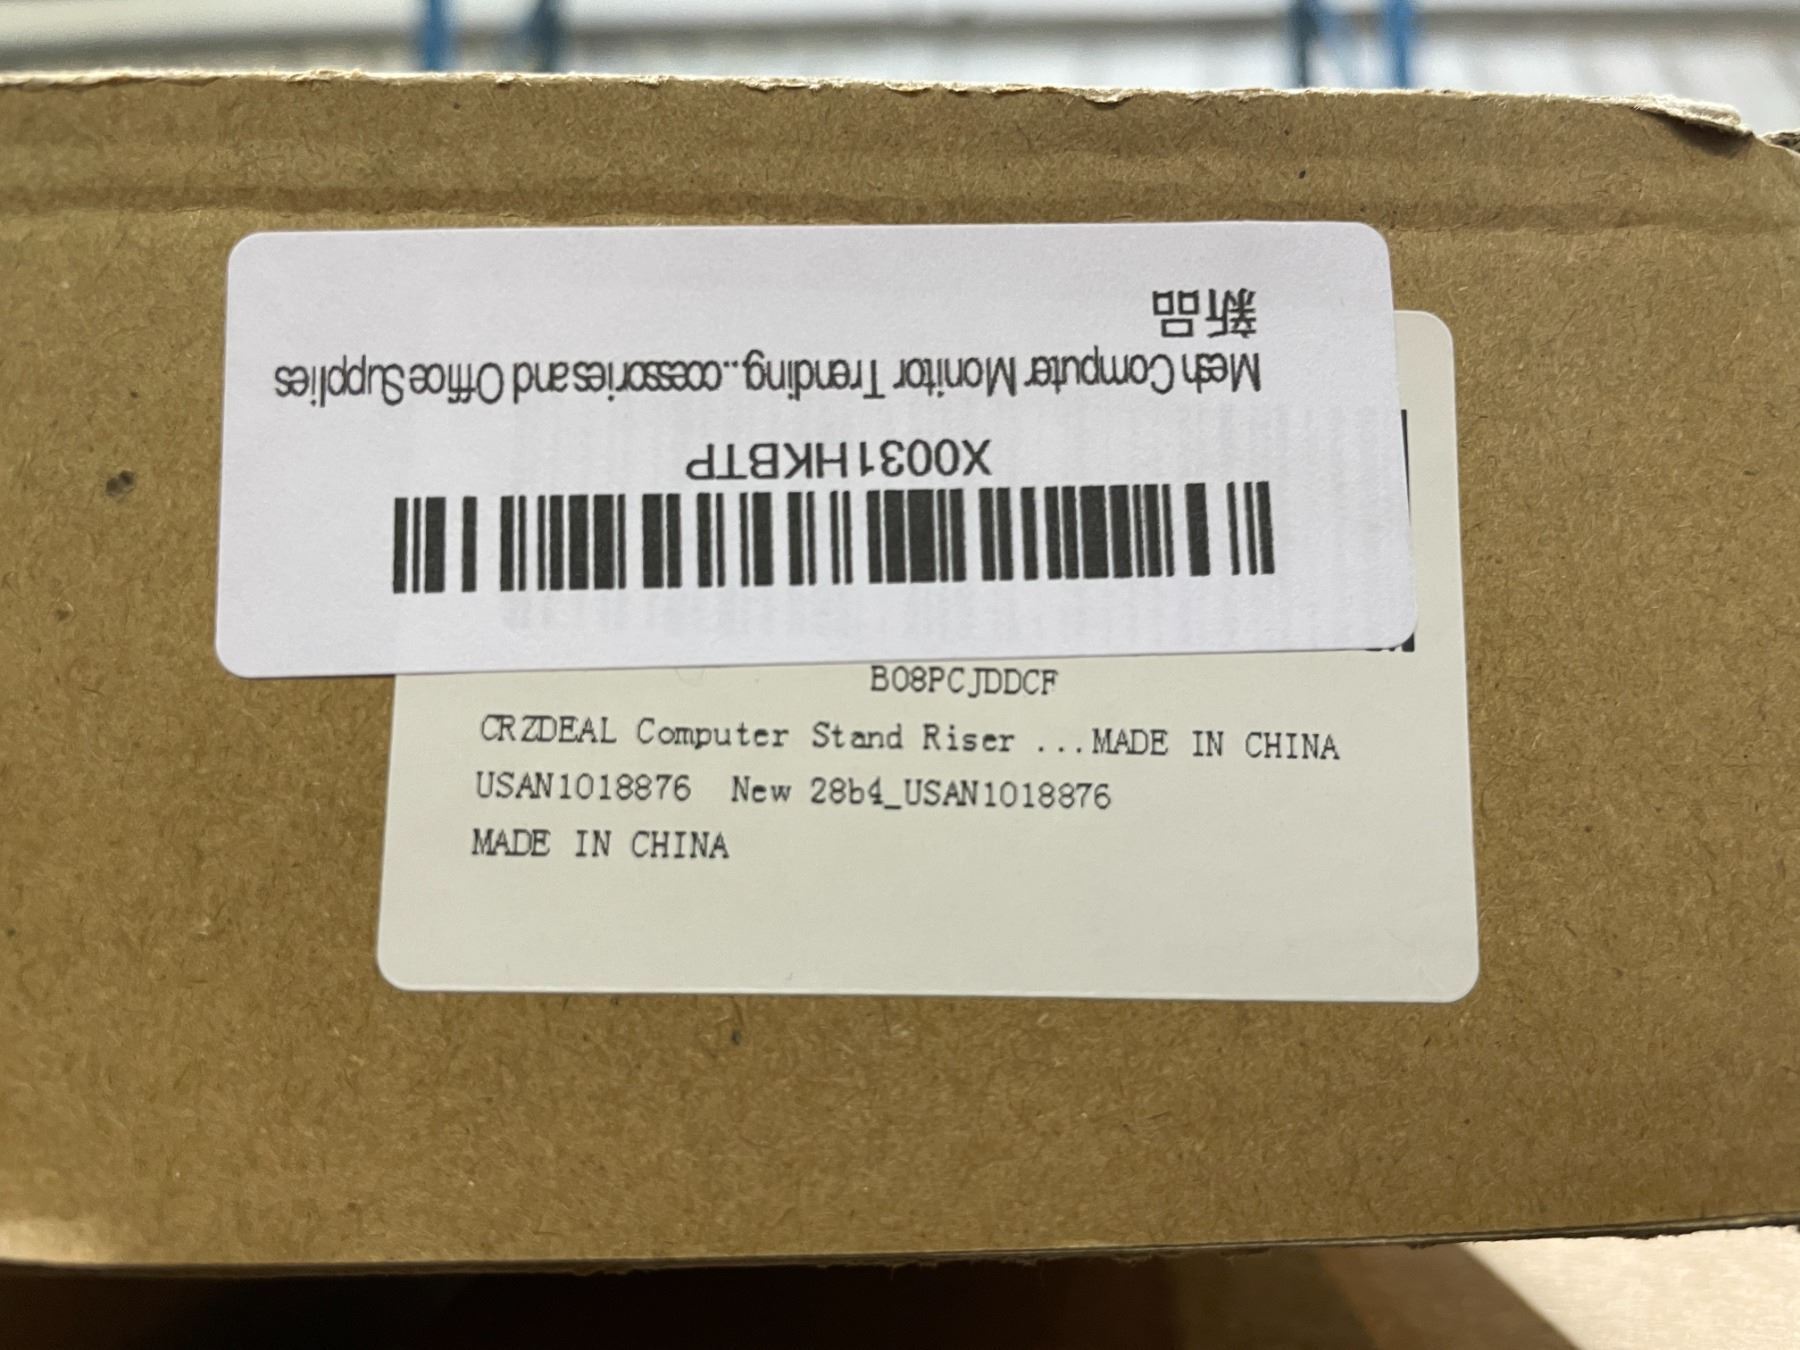 X0031HKBTP
Mesh Computer Monitor Trending...ccessories and Office Supplies
新品
B08PCJDDCF
CRZDEAL Computer Stand Riser ...MADE IN CHINA
USAN1018876 New 28b4_USAN1018876
MADE IN CHINA